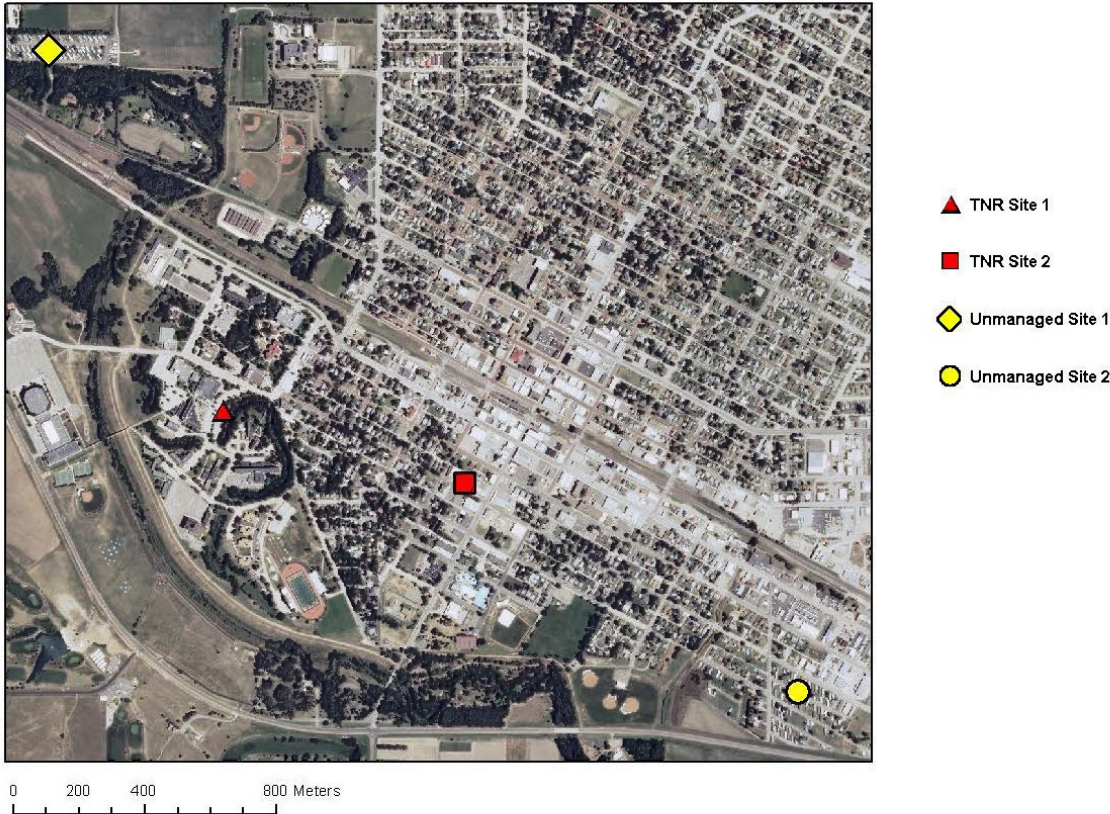 TNR Site 1
TNR Site 2
Unmanaged Site 1
Unmanaged Site 2
0 200 400 800 Meters